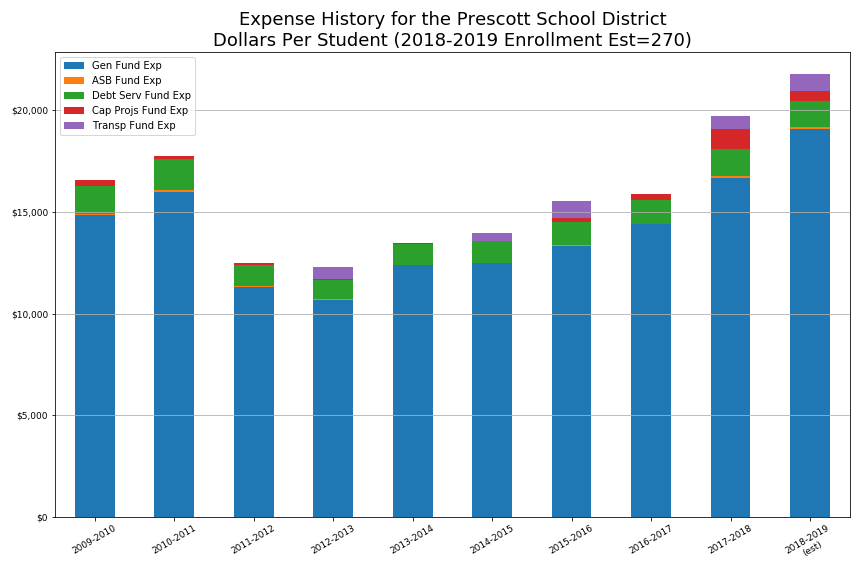 Expense History for the Prescott School District
Dollars Per Student (2018-2019 Enrollment Est=270)
Gen Fund Exp
ASB Fund Exp
Debt Serv Fund Exp
Cap Projs Fund Exp
Transp Fund Exp
$20,000
$15,000
$10,000
$5,000
$0
2009-2010
2010-2011
2011-2012
2012-2013
2013-2014
2014-2015
2015-2016
2016-2017
2017-2018
2018-2019
(est)